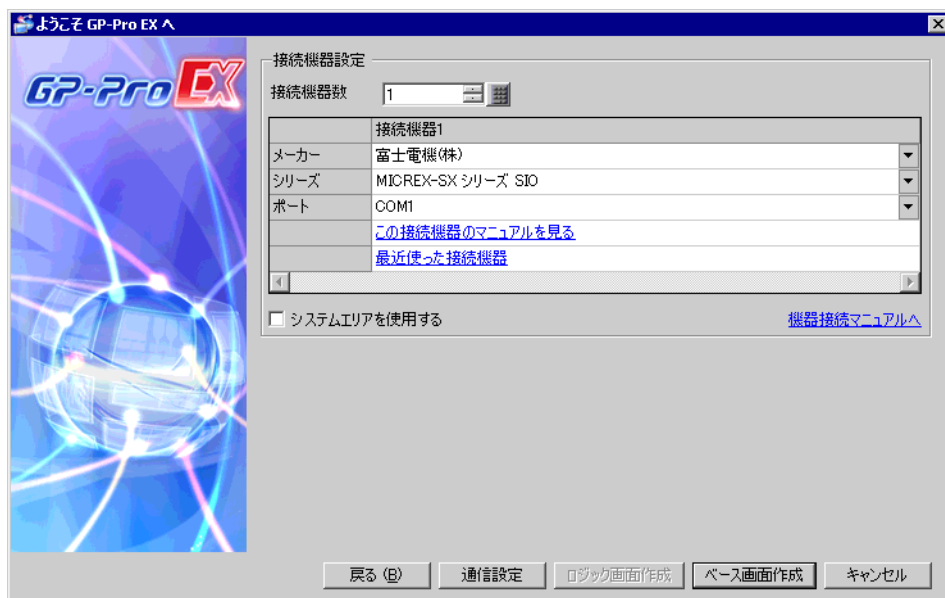 ようこそ GP-Pro EX へ
GP-Pro EX
接続機器設定
接続機器数 1
接続機器1
メーカー 富士電機(株)
シリーズ MICREX-SX シリーズ SIO
ポート COM1
この接続機器のマニュアルを見る
最近使った接続機器
システムエリアを使用する 機器接続マニュアルへ
戻る (B) 通信設定 ロジック画面作成 ベース画面作成 キャンセル